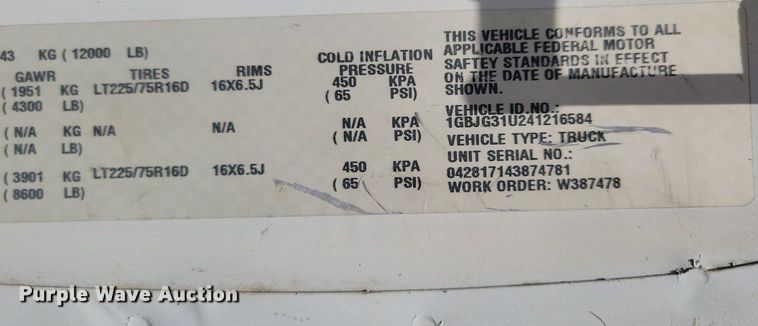 43 KG ( 12000 LB)
GAWR TIRES RIMS COLD INFLATION PRESSURE
( 1951 KG LT225/75R16D 16X6.5J 450 KPA
( 4300 LB) ( 65 PSI)
( N/A KG N/A N/A N/A KPA
( N/A LB) ( N/A PSI)
( 3901 KG LT225/75R16D 16X6.5J 450 KPA
( 8600 LB) ( 65 PSI)
THIS VEHICLE CONFORMS TO ALL
APPLICABLE FEDERAL MOTOR
SAFTEY STANDARDS IN EFFECT
ON THE DATE OF MANUFACTURE
SHOWN.
VEHICLE ID.NO.:
1GBJG31U241216584
VEHICLE TYPE: TRUCK
UNIT SERIAL NO.:
042817143874781
WORK ORDER: W387478
Purple Wave Auction